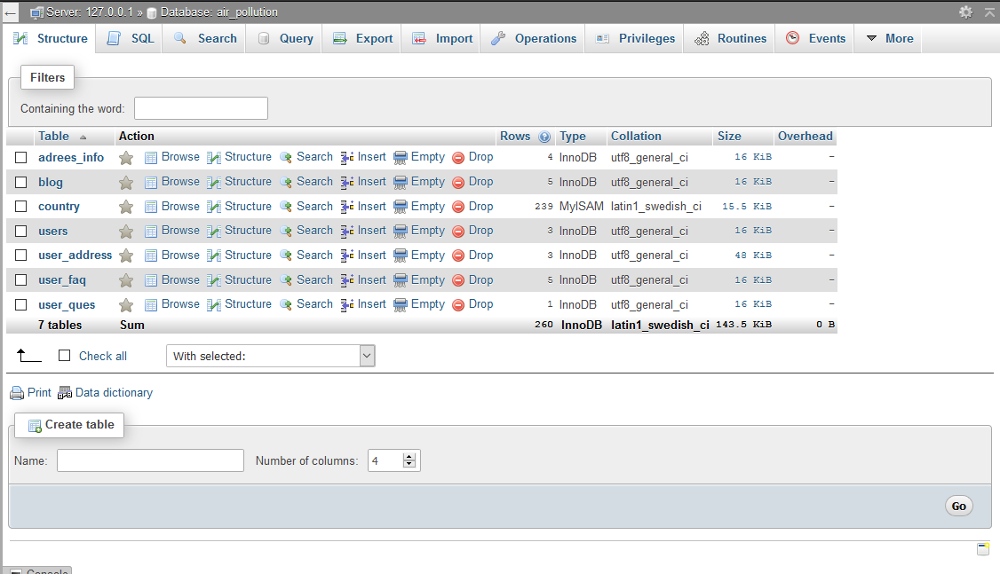 Server: 127.0.0.1 » Database: air_pollution
Structure SQL Search Query Export Import Operations Privileges Routines Events More
Filters
Containing the word:
Table Action Rows Type Collation Size Overhead
adrees_info Browse Structure Search Insert Empty Drop 4 InnoDB utf8_general_ci 16 KiB -
blog Browse Structure Search Insert Empty Drop 5 InnoDB utf8_general_ci 16 KiB -
country Browse Structure Search Insert Empty Drop 239 MyISAM latin1_swedish_ci 15.5 KiB -
users Browse Structure Search Insert Empty Drop 3 InnoDB utf8_general_ci 16 KiB -
user_address Browse Structure Search Insert Empty Drop 3 InnoDB utf8_general_ci 48 KiB -
user_faq Browse Structure Search Insert Empty Drop 5 InnoDB utf8_general_ci 16 KiB -
user_ques Browse Structure Search Insert Empty Drop 1 InnoDB utf8_general_ci 16 KiB -
7 tables Sum 260 InnoDB latin1_swedish_ci 143.5 KiB 0 B
Check all With selected:
Print Data dictionary
Create table
Name: Number of columns: 4
Go
Console